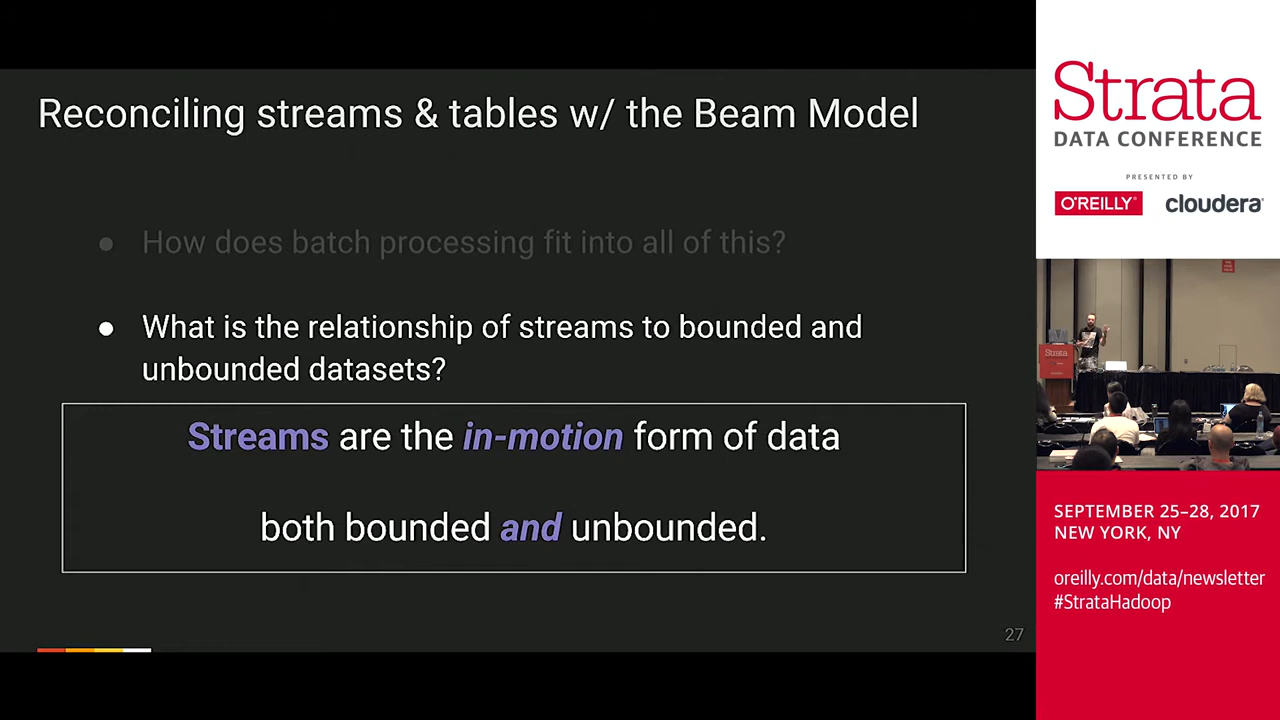 Reconciling streams & tables w/ the Beam Model
● How does batch processing fit into all of this?
● What is the relationship of streams to bounded and
unbounded datasets?
Streams are the in-motion form of data
both bounded and unbounded.
27
Strata
DATA CONFERENCE
PRESENTED BY
O'REILLY®
cloudera
Strata
SEPTEMBER 25–28, 2017
NEW YORK, NY
oreilly.com/data/newsletter
#StrataHadoop